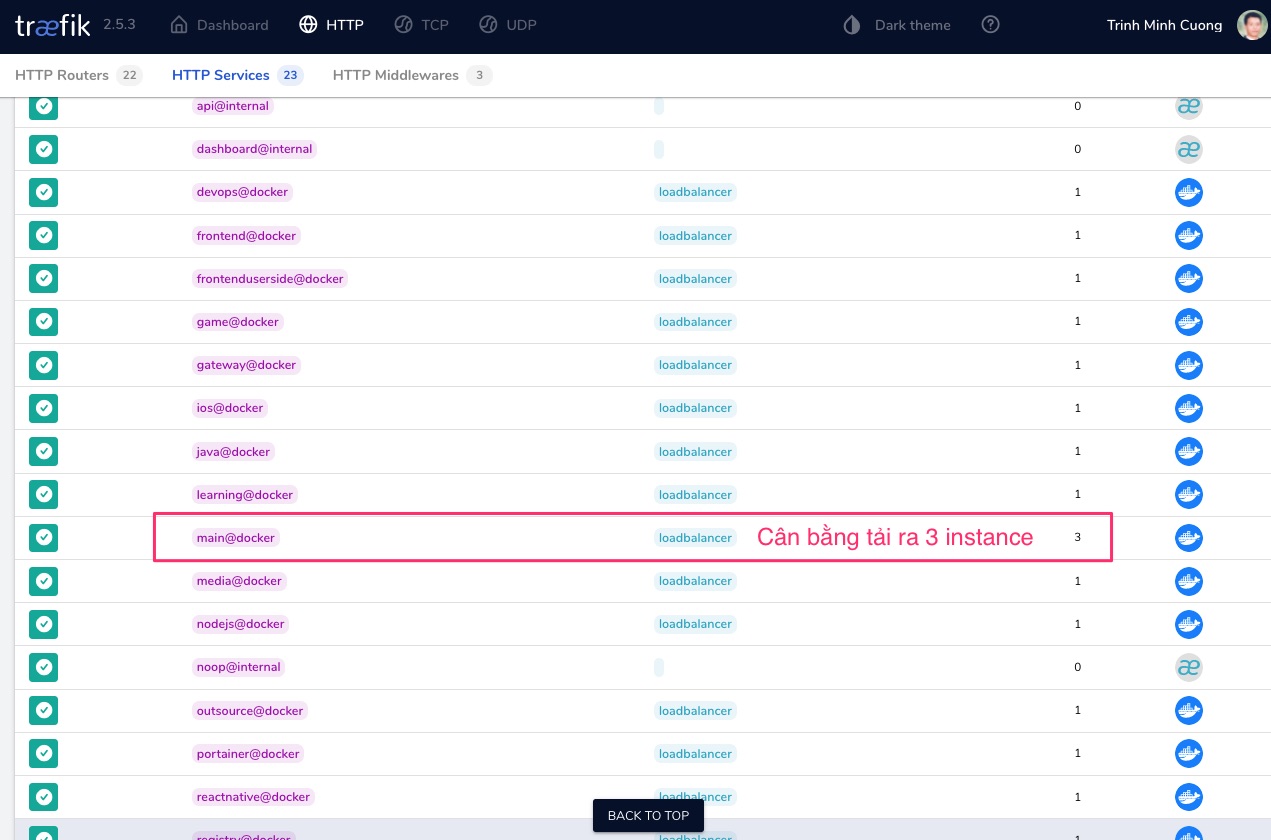 træfik 2.5.3 Dashboard HTTP TCP UDP Dark theme Trinh Minh Cuong
HTTP Routers 22 HTTP Services 23 HTTP Middlewares 3
api@internal 0
dashboard@internal 0
devops@docker loadbalancer 1
frontend@docker loadbalancer 1
frontenduserside@docker loadbalancer 1
game@docker loadbalancer 1
gateway@docker loadbalancer 1
ios@docker loadbalancer 1
java@docker loadbalancer 1
learning@docker loadbalancer 1
main@docker loadbalancer Cân bằng tải ra 3 instance 3
media@docker loadbalancer 1
nodejs@docker loadbalancer 1
noop@internal 0
outsource@docker loadbalancer 1
portainer@docker loadbalancer 1
reactnative@docker loadbalancer 1
BACK TO TOP
registry@docker loadbalancer 1